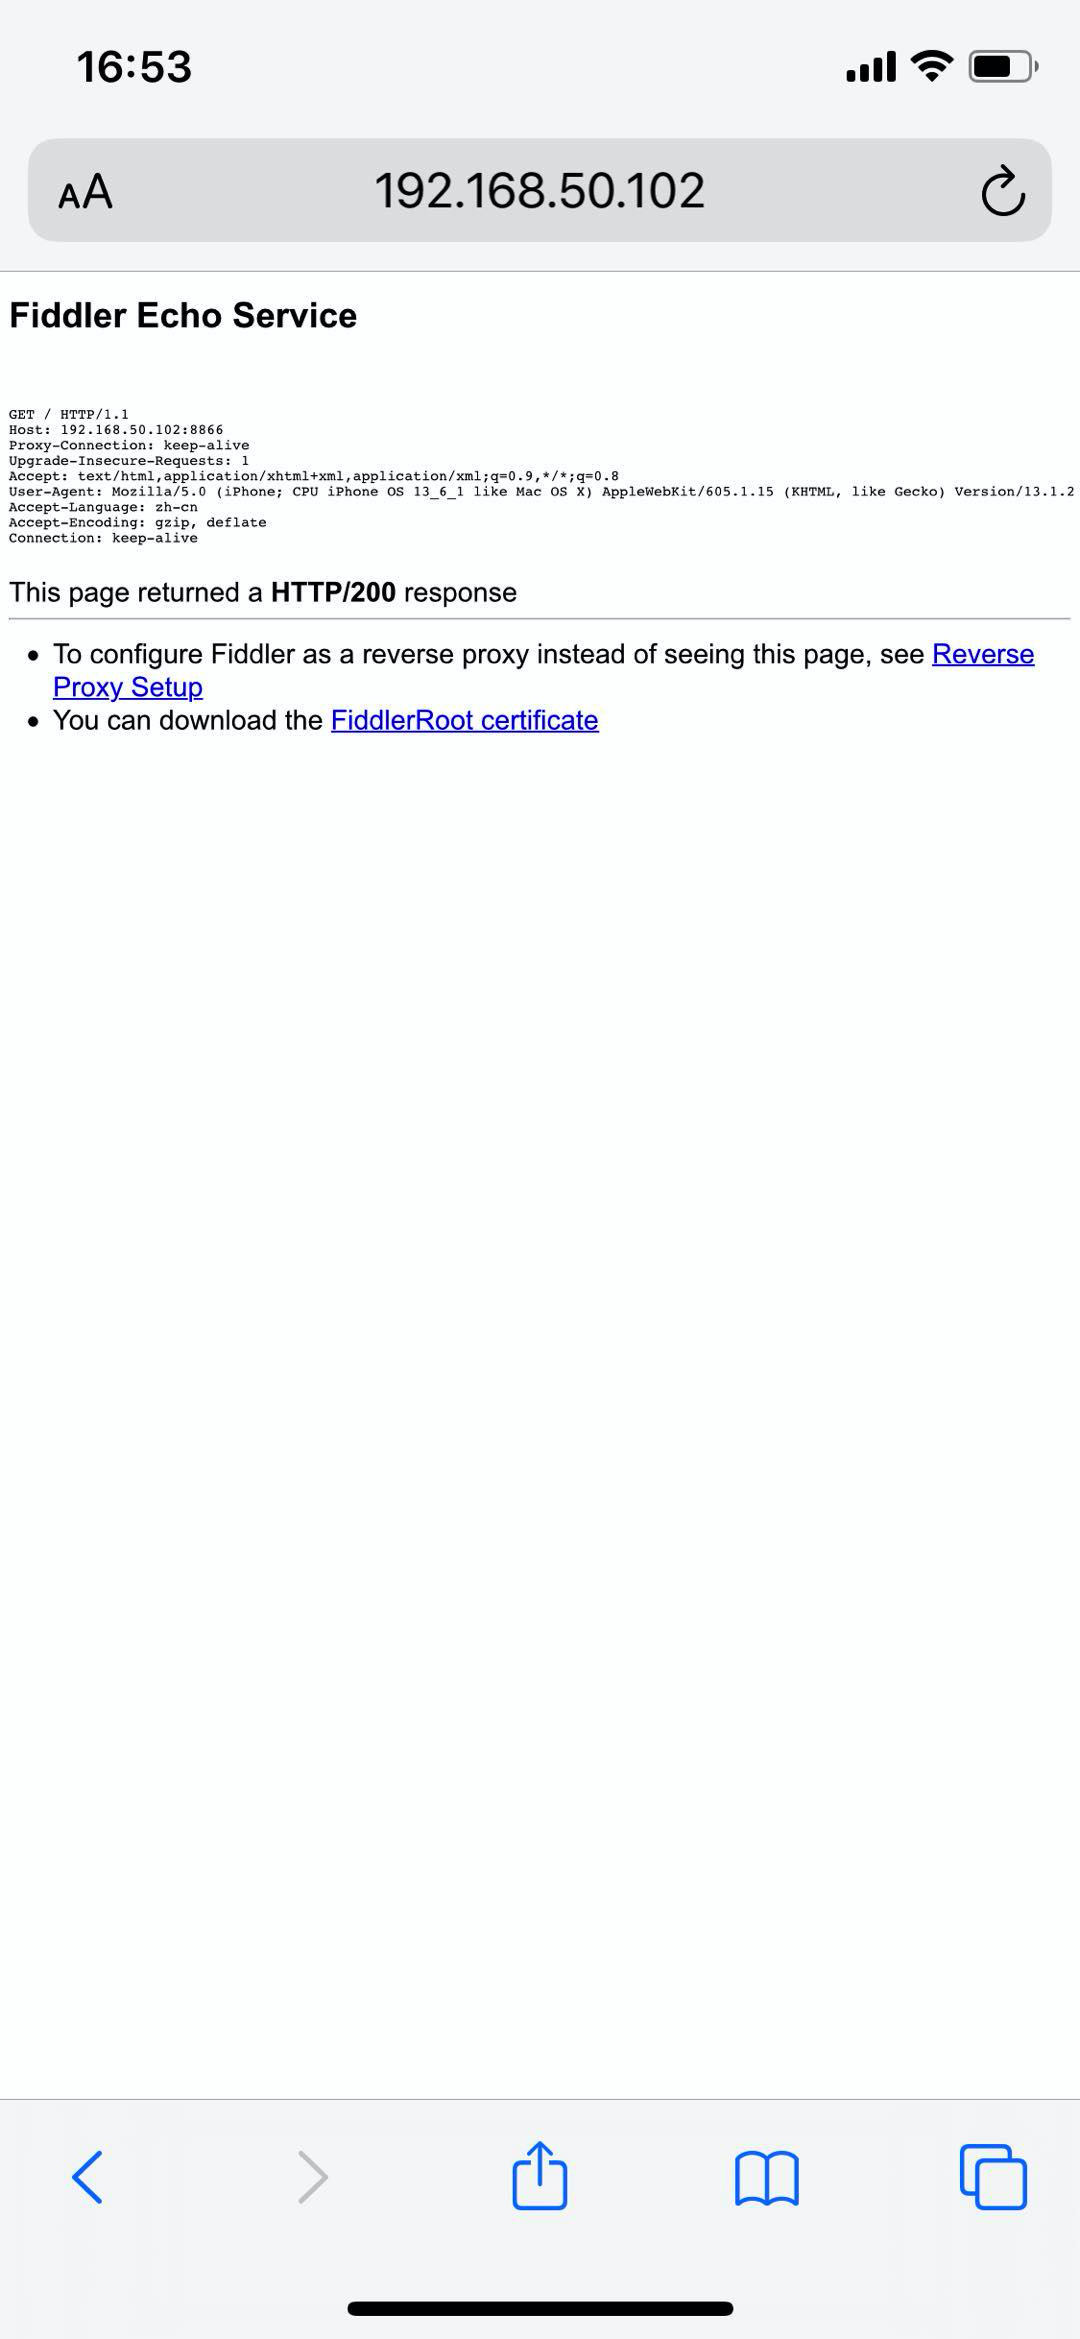 16:53
AA 192.168.50.102
Fiddler Echo Service
GET / HTTP/1.1
Host: 192.168.50.102:8866
Proxy-Connection: keep-alive
Upgrade-Insecure-Requests: 1
Accept: text/html,application/xhtml+xml,application/xml;q=0.9,*/*;q=0.8
User-Agent: Mozilla/5.0 (iPhone; CPU iPhone OS 13_6_1 like Mac OS X) AppleWebKit/605.1.15 (KHTML, like Gecko) Version/13.1.2
Accept-Language: zh-cn
Accept-Encoding: gzip, deflate
Connection: keep-alive
This page returned a HTTP/200 response
• To configure Fiddler as a reverse proxy instead of seeing this page, see Reverse
Proxy Setup
• You can download the FiddlerRoot certificate